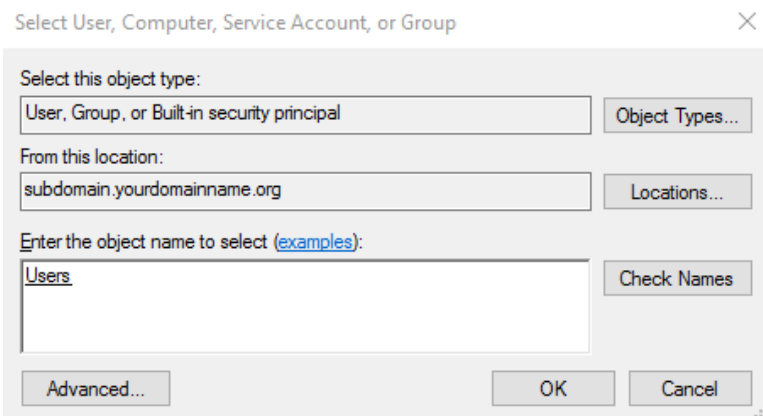 Select User, Computer, Service Account, or Group
Select this object type:
User, Group, or Built-in security principal
Object Types...
From this location:
subdomain.yourdomainname.org
Locations...
Enter the object name to select (examples):
Users
Check Names
Advanced...
OK
Cancel